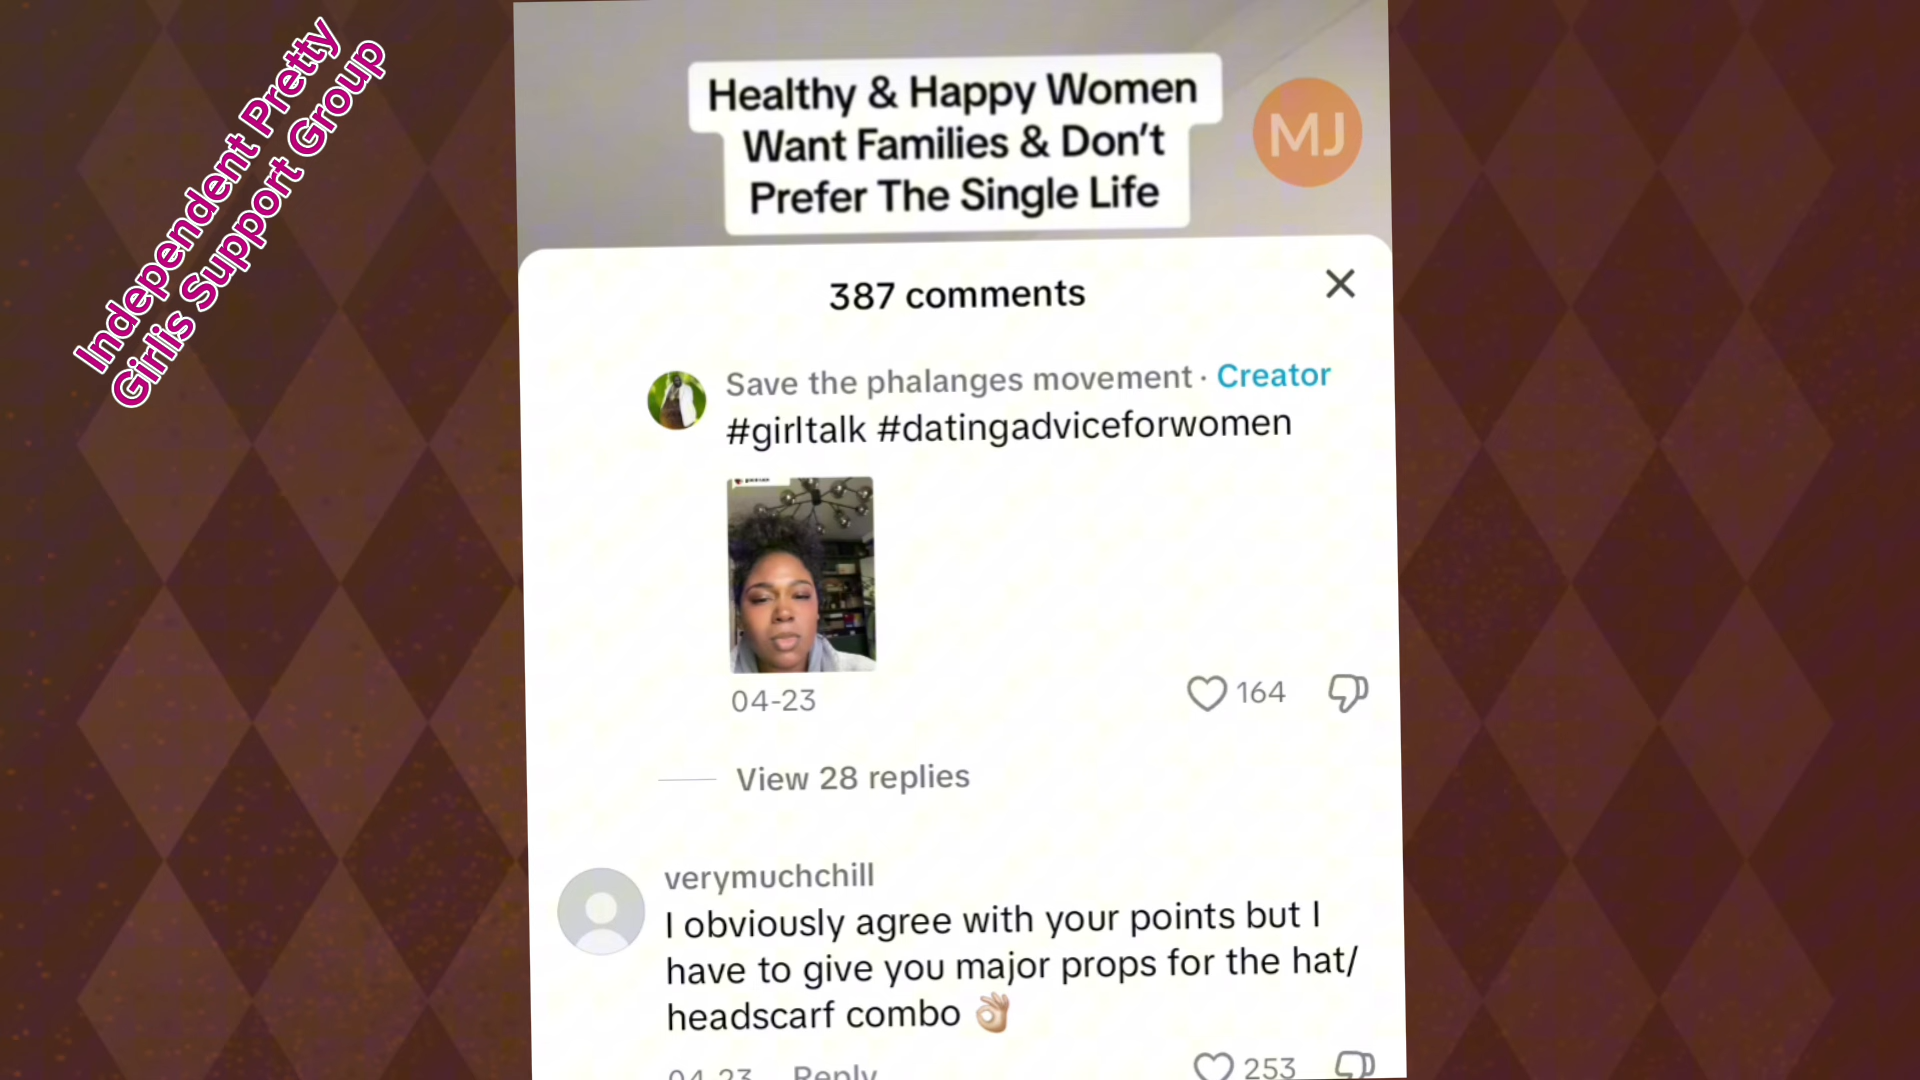 Independent Pretty
Girlis Support Group
Healthy & Happy Women
Want Families & Don’t
Prefer The Single Life
MJ
387 comments
Save the phalanges movement · Creator
#girltalk #datingadviceforwomen
04-23
164
View 28 replies
verymuchchill
I obviously agree with your points but I
have to give you major props for the hat/
headscarf combo 👌🏼
04-23 Reply
253